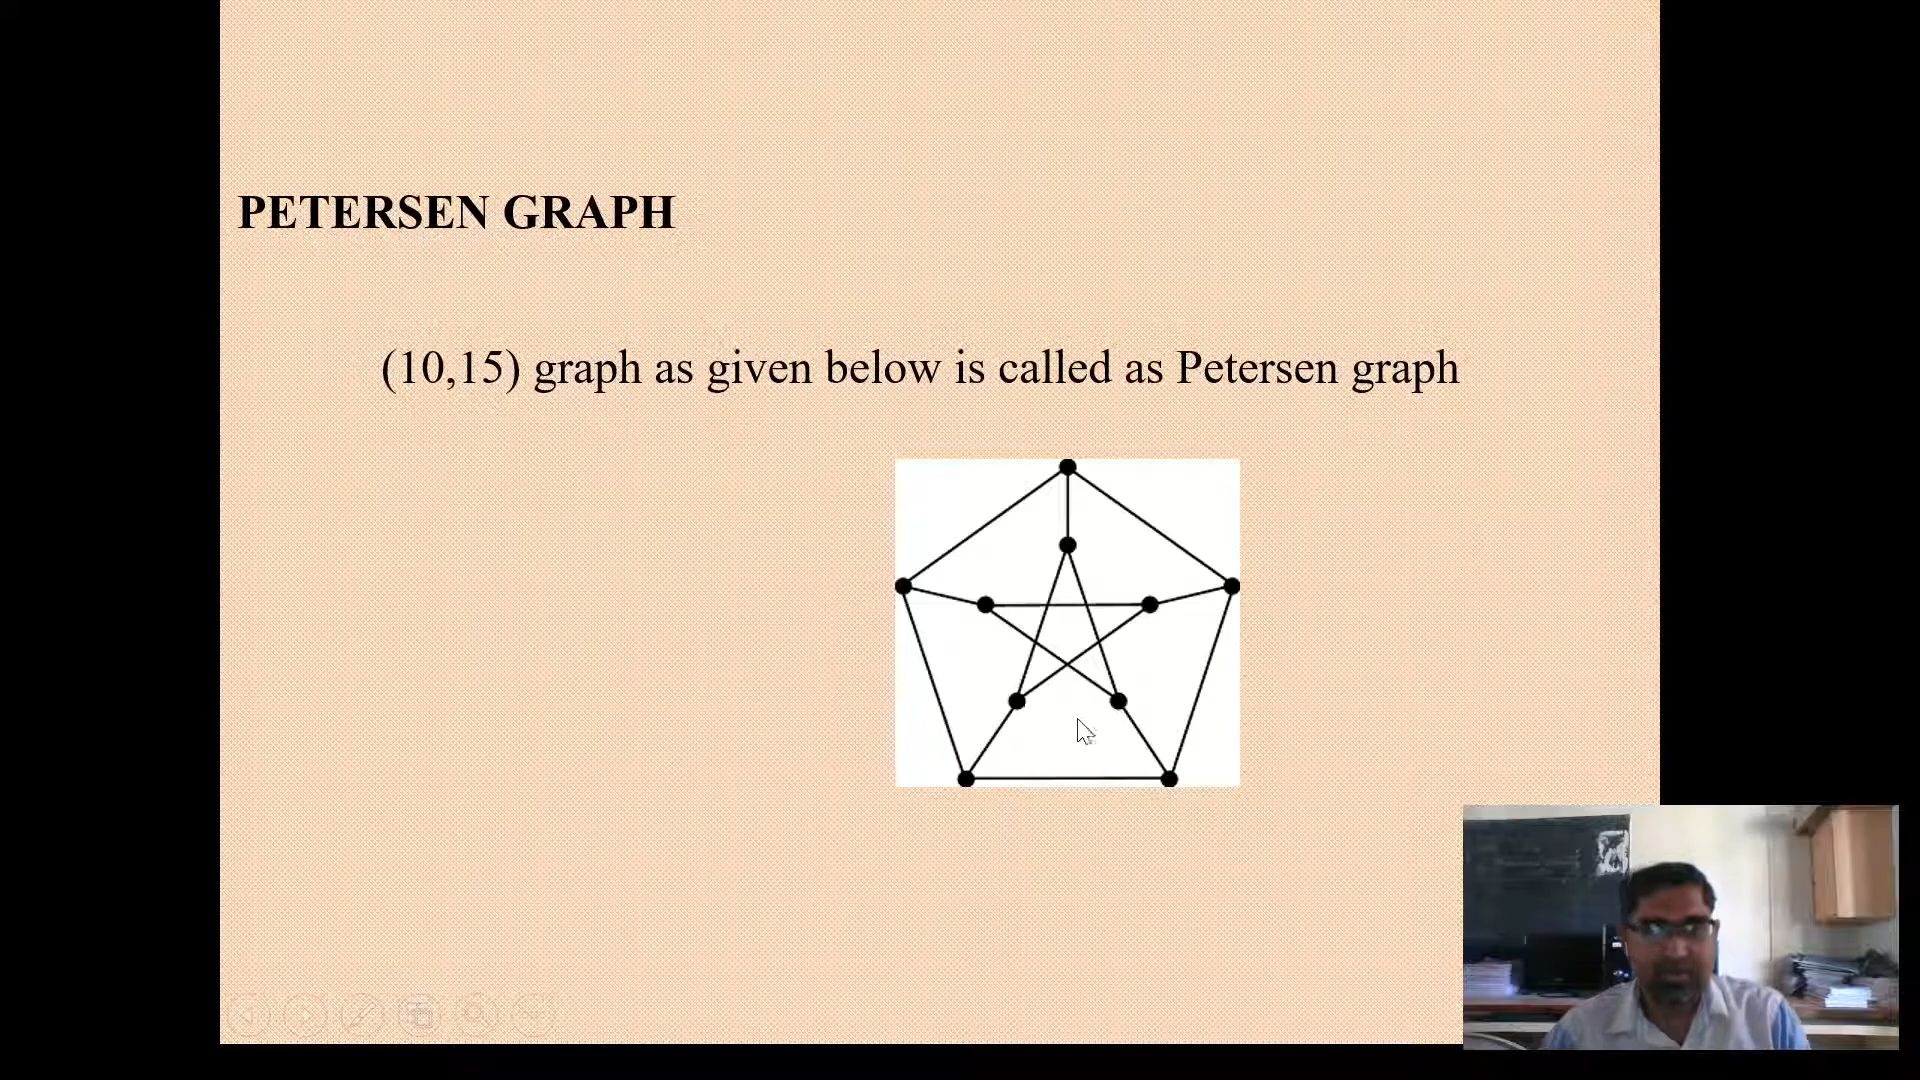 PETERSEN GRAPH
(10,15) graph as given below is called as Petersen graph